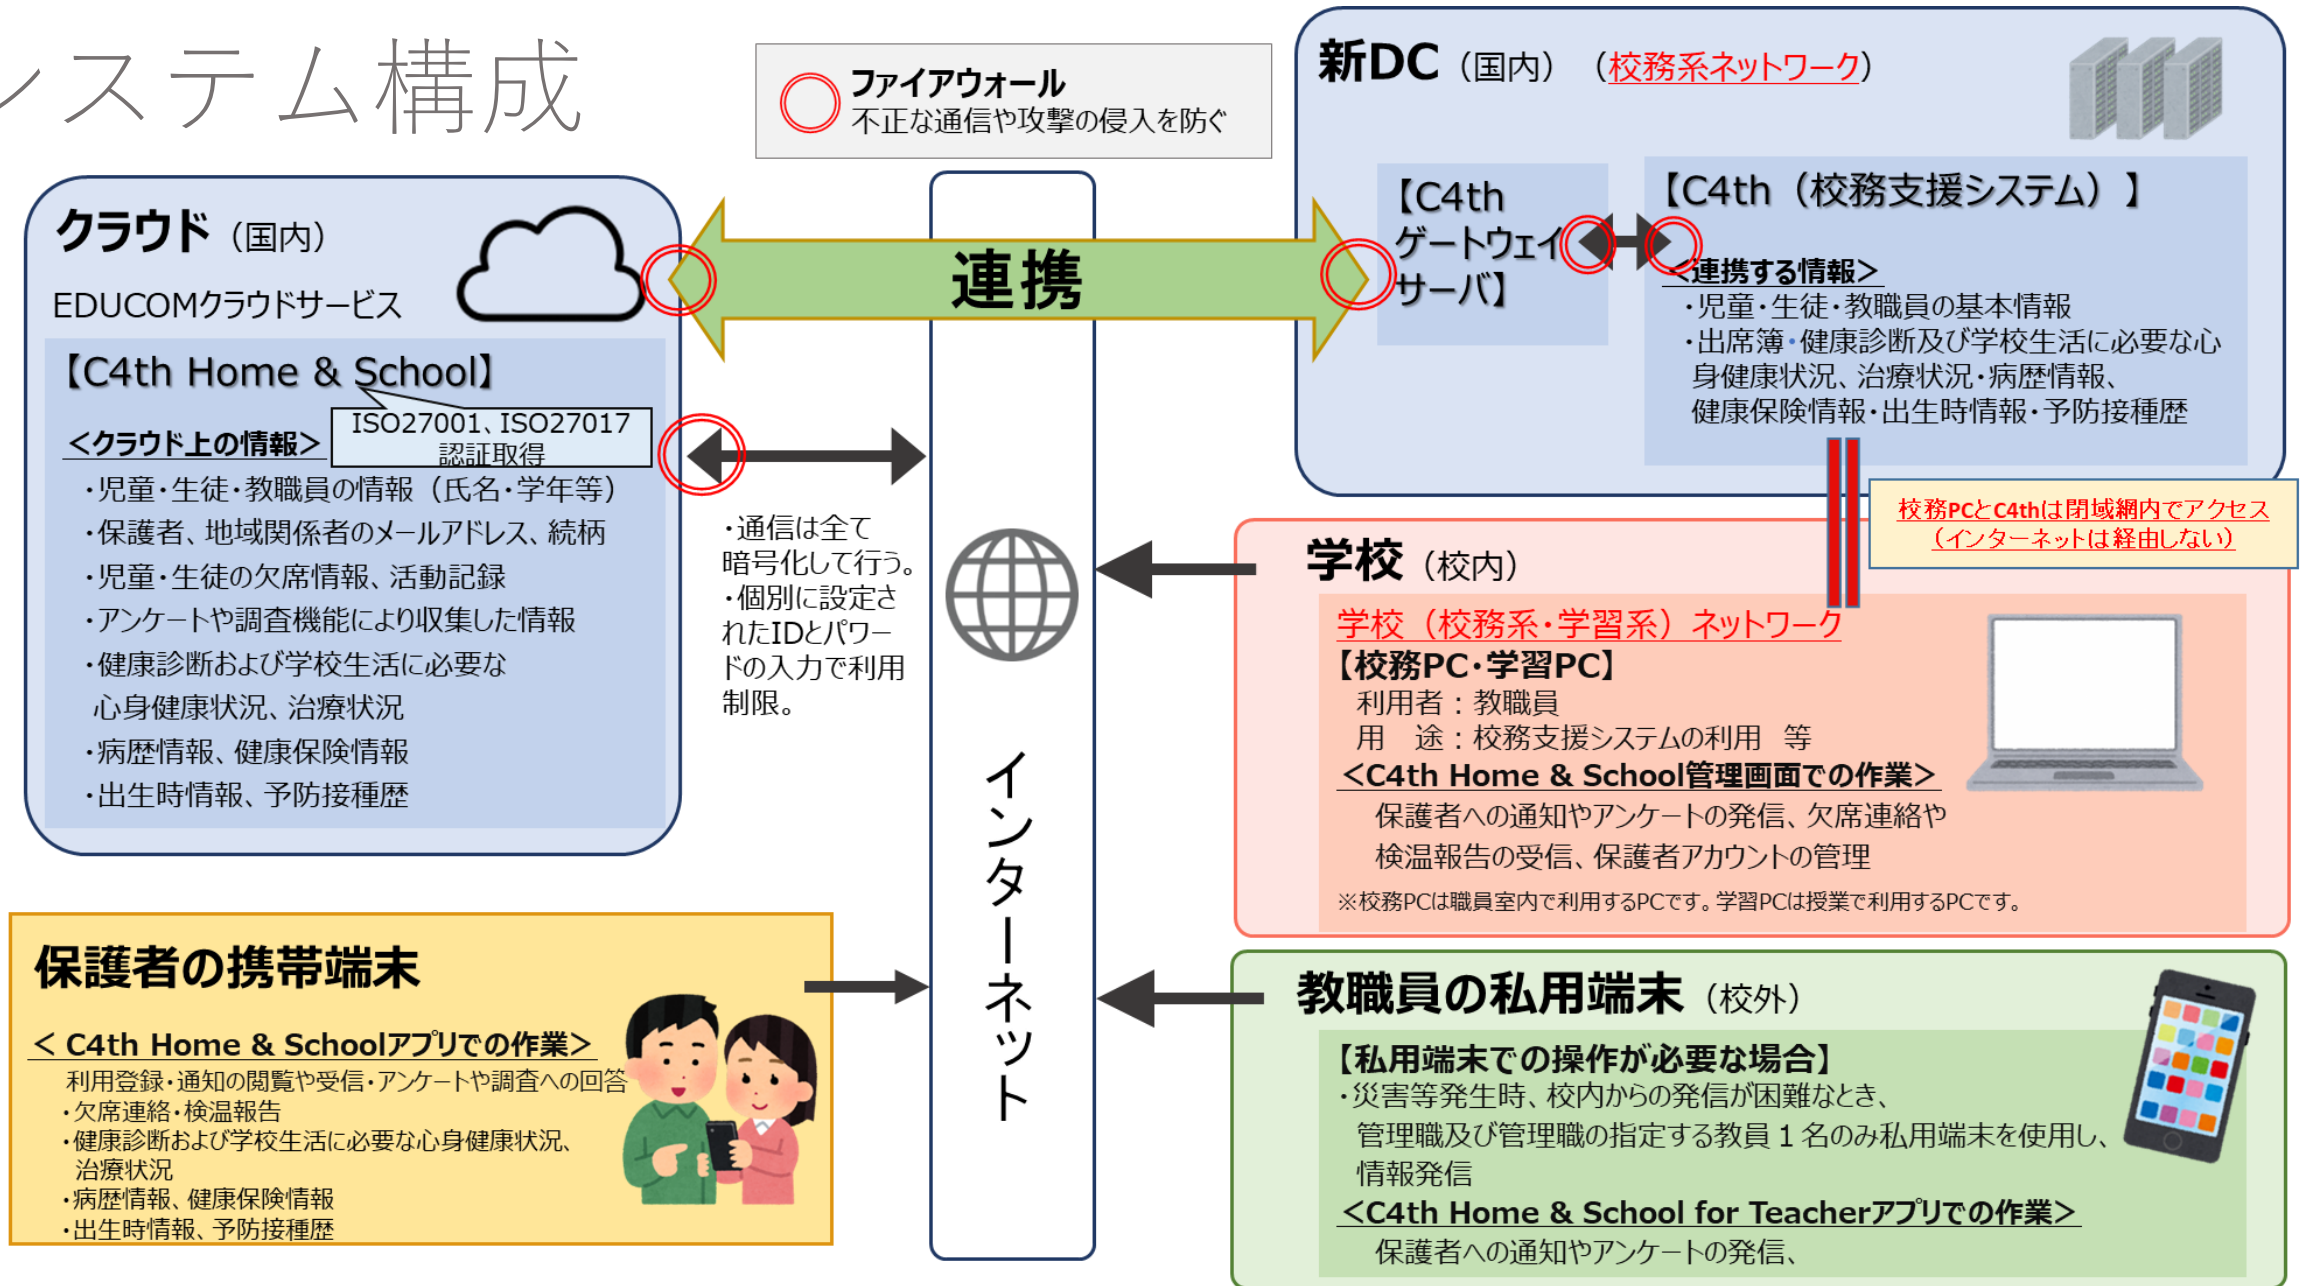 システム構成
ファイアウォール
不正な通信や攻撃の侵入を防ぐ
クラウド（国内）
EDUCOMクラウドサービス
【C4th Home & School】
ISO27001、ISO27017
認証取得
＜クラウド上の情報＞
・児童・生徒・教職員の情報（氏名・学年等）
・保護者、地域関係者のメールアドレス、続柄
・児童・生徒の欠席情報、活動記録
・アンケートや調査機能により収集した情報
・健康診断および学校生活に必要な
心身健康状況、治療状況
・病歴情報、健康保険情報
・出生時情報、予防接種歴
連携
・通信は全て
暗号化して行う。
・個別に設定さ
れたIDとパワー
ドの入力で利用
制限。
インターネット
新DC（国内）（校務系ネットワーク）
【C4th
ゲートウェイ
サーバ】
【C4th（校務支援システム）】
＜連携する情報＞
・児童・生徒・教職員の基本情報
・出席簿・健康診断及び学校生活に必要な心
身健康状況、治療状況・病歴情報、
健康保険情報・出生時情報・予防接種歴
校務PCとC4thは閉域網内でアクセス
（インターネットは経由しない）
学校（校内）
学校（校務系・学習系）ネットワーク
【校務PC・学習PC】
利用者：教職員
用　途：校務支援システムの利用　等
＜C4th Home & School管理画面での作業＞
保護者への通知やアンケートの発信、欠席連絡や
検温報告の受信、保護者アカウントの管理
※校務PCは職員室内で利用するPCです。学習PCは授業で利用するPCです。
保護者の携帯端末
＜ C4th Home & Schoolアプリでの作業＞
利用登録・通知の閲覧や受信・アンケートや調査への回答
・欠席連絡・検温報告
・健康診断および学校生活に必要な心身健康状況、
治療状況
・病歴情報、健康保険情報
・出生時情報、予防接種歴
教職員の私用端末（校外）
【私用端末での操作が必要な場合】
・災害等発生時、校内からの発信が困難なとき、
管理職及び管理職の指定する教員１名のみ私用端末を使用し、
情報発信
＜C4th Home & School for Teacherアプリでの作業＞
保護者への通知やアンケートの発信、